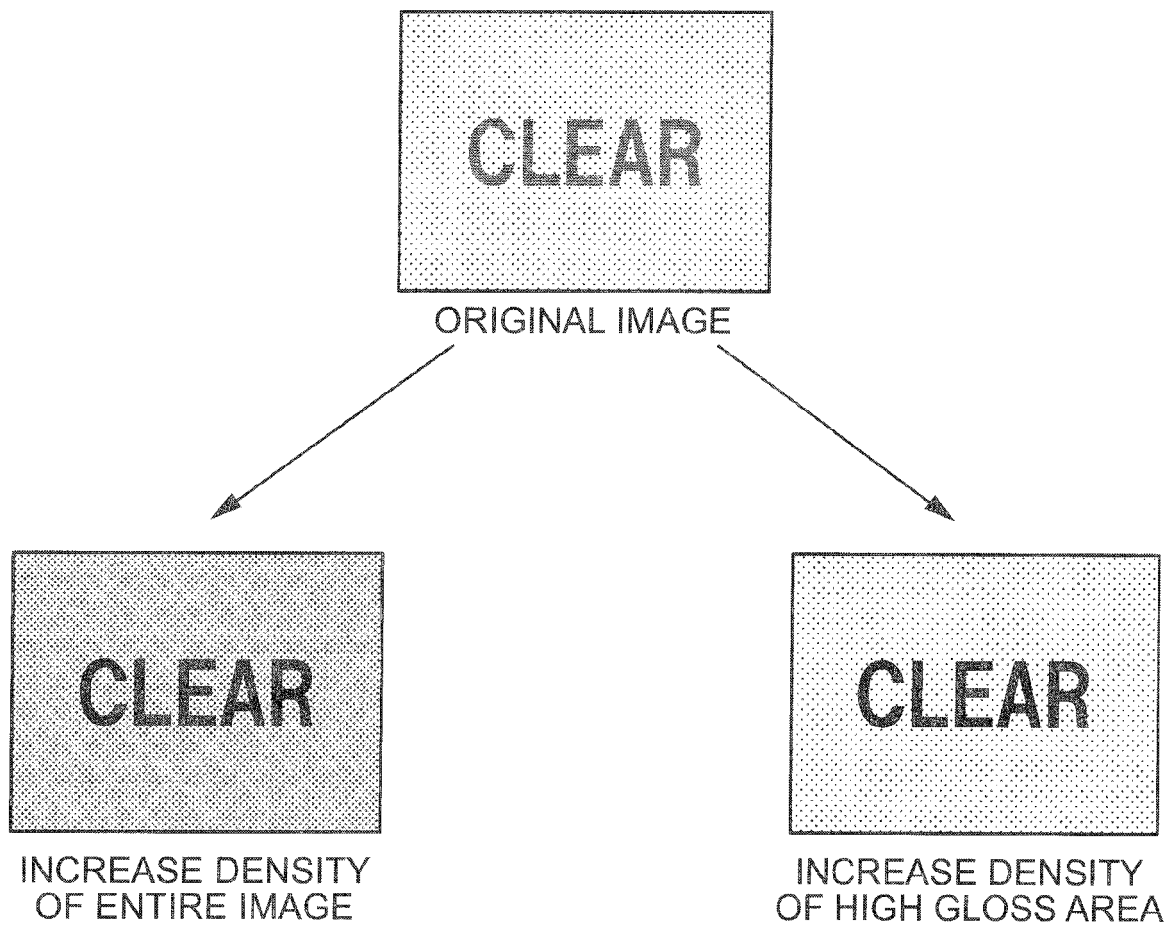 CLEAR
ORIGINAL IMAGE
CLEAR
INCREASE DENSITY
OF ENTIRE IMAGE
CLEAR
INCREASE DENSITY
OF HIGH GLOSS AREA